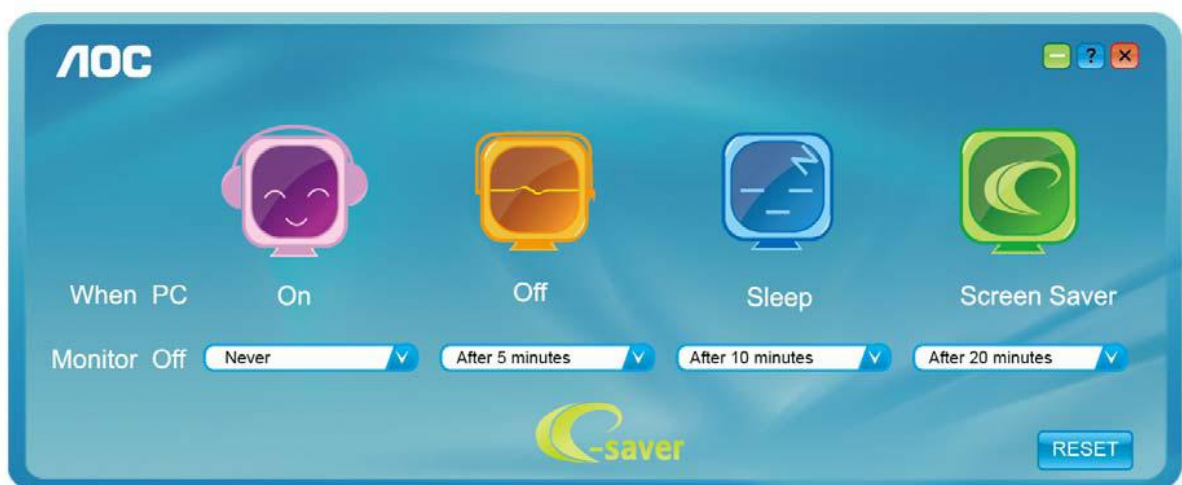 AOC
?
When PC On Off Sleep Screen Saver
Monitor Off Never After 5 minutes After 10 minutes After 20 minutes
e-saver
RESET